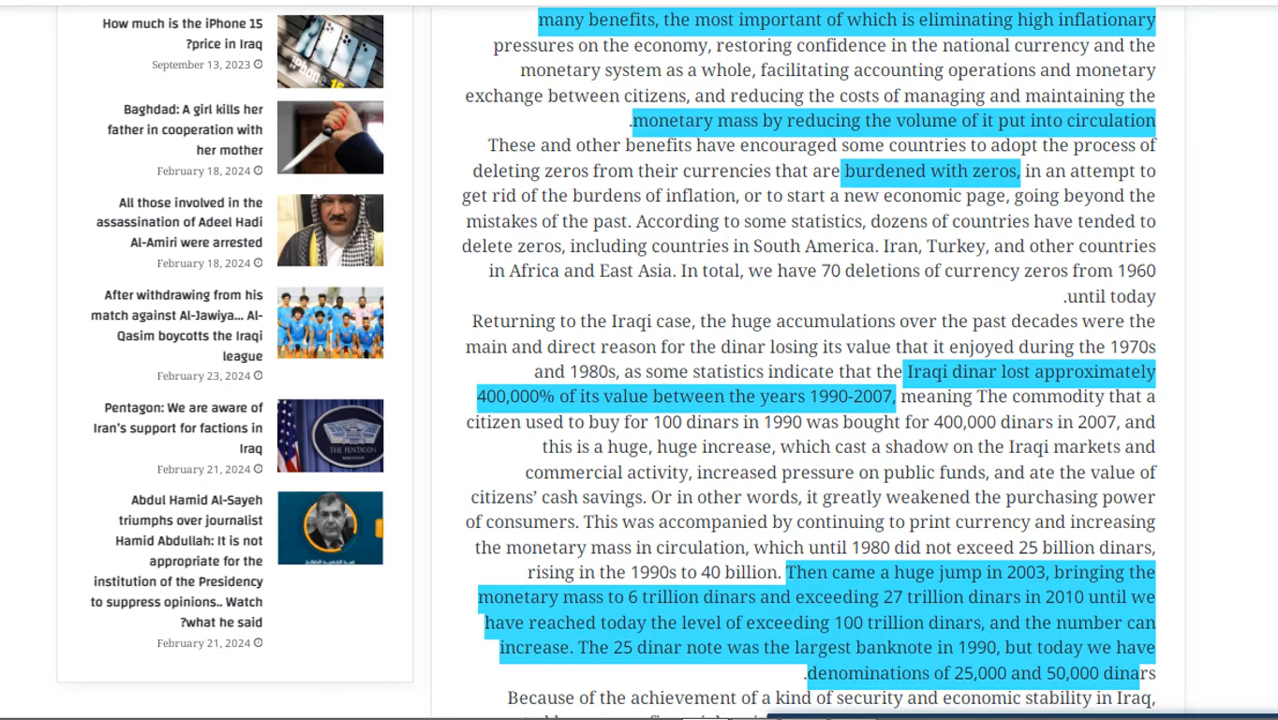 How much is the iPhone 15
?price in Iraq
September 13, 2023
Baghdad: A girl kills her
father in cooperation with
her mother
February 18, 2024
All those involved in the
assassination of Adeel Hadi
Al-Amiri were arrested
February 18, 2024
After withdrawing from his
match against Al-Jawiya... Al-
Qasim boycotts the Iraqi
league
February 23, 2024
Pentagon: We are aware of
Iran's support for factions in
Iraq
February 21, 2024
THE PENTAGON
Abdul Hamid Al-Sayeh
triumphs over journalist
Hamid Abdullah: It is not
appropriate for the
institution of the Presidency
to suppress opinions.. Watch
?what he said
February 21, 2024
many benefits, the most important of which is eliminating high inflationary
pressures on the economy, restoring confidence in the national currency and the
monetary system as a whole, facilitating accounting operations and monetary
exchange between citizens, and reducing the costs of managing and maintaining the
.monetary mass by reducing the volume of it put into circulation
These and other benefits have encouraged some countries to adopt the process of
deleting zeros from their currencies that are burdened with zeros, in an attempt to
get rid of the burdens of inflation, or to start a new economic page, going beyond the
mistakes of the past. According to some statistics, dozens of countries have tended to
delete zeros, including countries in South America. Iran, Turkey, and other countries
in Africa and East Asia. In total, we have 70 deletions of currency zeros from 1960
.until today
Returning to the Iraqi case, the huge accumulations over the past decades were the
main and direct reason for the dinar losing its value that it enjoyed during the 1970s
and 1980s, as some statistics indicate that the Iraqi dinar lost approximately
400,000% of its value between the years 1990-2007, meaning The commodity that a
citizen used to buy for 100 dinars in 1990 was bought for 400,000 dinars in 2007, and
this is a huge, huge increase, which cast a shadow on the Iraqi markets and
commercial activity, increased pressure on public funds, and ate the value of
citizens' cash savings. Or in other words, it greatly weakened the purchasing power
of consumers. This was accompanied by continuing to print currency and increasing
the monetary mass in circulation, which until 1980 did not exceed 25 billion dinars,
rising in the 1990s to 40 billion. Then came a huge jump in 2003, bringing the
monetary mass to 6 trillion dinars and exceeding 27 trillion dinars in 2010 until we
have reached today the level of exceeding 100 trillion dinars, and the number can
increase. The 25 dinar note was the largest banknote in 1990, but today we have
.denominations of 25,000 and 50,000 dinars
Because of the achievement of a kind of security and economic stability in Iraq,